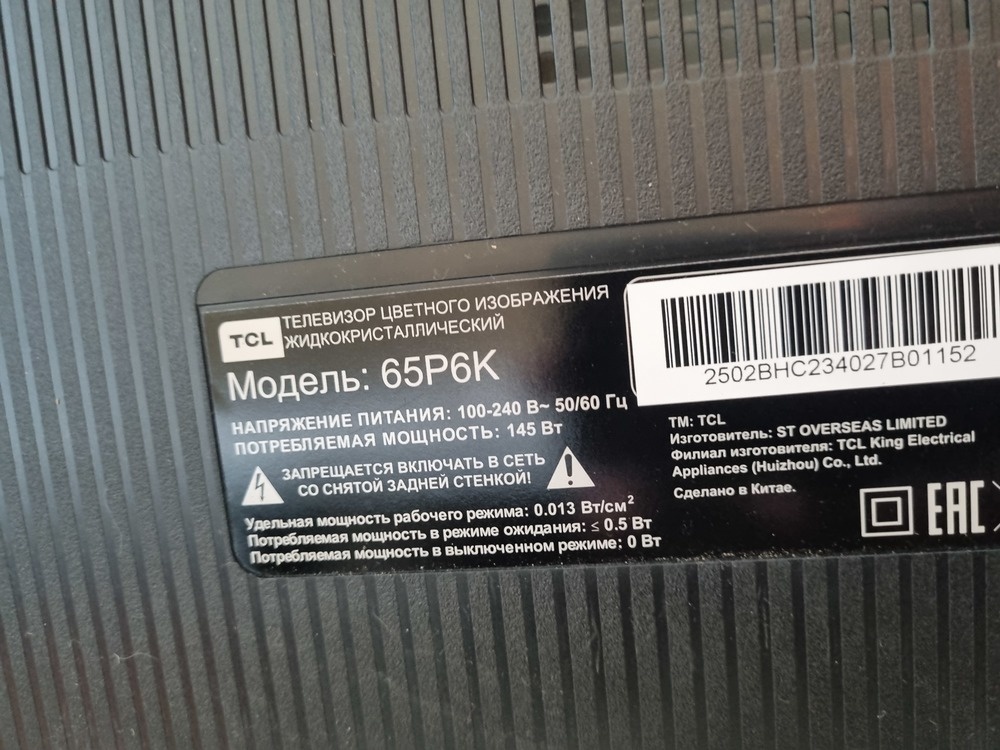 TCL
ТЕЛЕВИЗОР ЦВЕТНОГО ИЗОБРАЖЕНИЯ
ЖИДКОКРИСТАЛЛИЧЕСКИЙ
Модель: 65P6K
НАПРЯЖЕНИЕ ПИТАНИЯ: 100-240 В~ 50/60 Гц
ПОТРЕБЛЯЕМАЯ МОЩНОСТЬ: 145 Вт
ЗАПРЕЩАЕТСЯ ВКЛЮЧАТЬ В СЕТЬ
СО СНЯТОЙ ЗАДНЕЙ СТЕНКОЙ!
Удельная мощность рабочего режима: 0.013 Вт/см²
Потребляемая мощность в режиме ожидания: ≤ 0.5 Вт
Потребляемая мощность в выключенном режиме: 0 Вт
2502BHC234027B01152
ТМ: TCL
Изготовитель: ST OVERSEAS LIMITED
Филиал изготовителя: TCL King Electrical
Appliances (Huizhou) Co., Ltd.
Сделано в Китае.
EAC